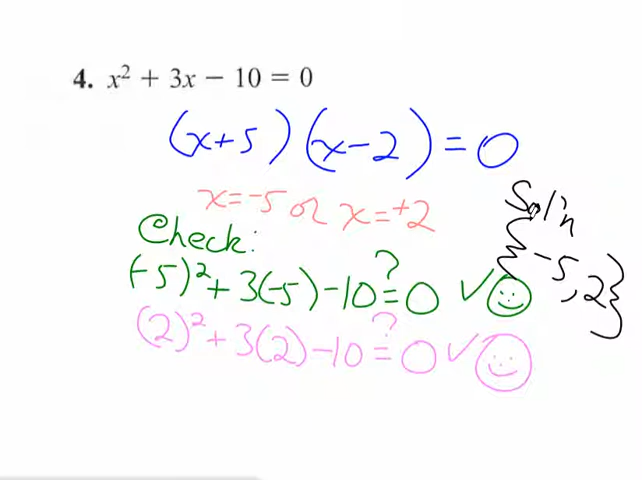 4. x² + 3x − 10 = 0
(x+5)(x-2)=0
x=-5 or x=+2
Check:
(-5)²+3(-5)-10≟0 ✓☺
(2)²+3(2)-10≟0 ✓☺
Sol'n
{-5,2}